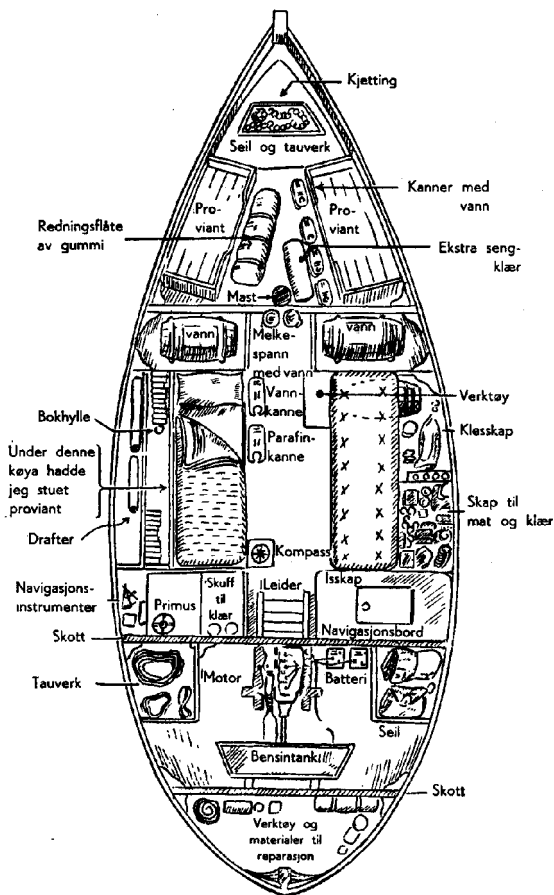 Kjetting
Seil og tauverk
Kanner med
vann
Pro-
viant
Pro-
viant
Redningsflåte
av gummi
Ekstra seng-
klær
Mast
vann
Melke-
spann
med vann
vann
Vann-
kanne
Verktøy
Bokhylle
Parafin-
kanne
Klesskap
Under denne
køya hadde
jeg stuet
proviant
Skap til
mat og klær
Drafter
Kompass
Isskap
Navigasjons-
instrumenter
Primus
Skuff
til
klær
Leider
Navigasjonsbord
Skott
Tauverk
Motor
Batteri
Seil
Bensintank
Skott
Verktøy og
materialer til
reparasjon